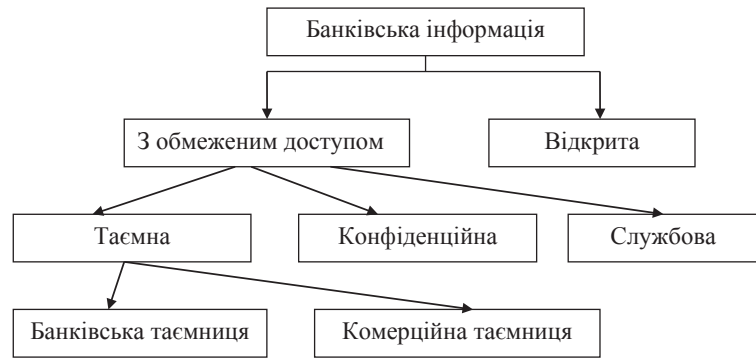 Банківська інформація
З обмеженим доступом
Відкрита
Таємна
Конфіденційна
Службова
Банківська таємниця
Комерційна таємниця